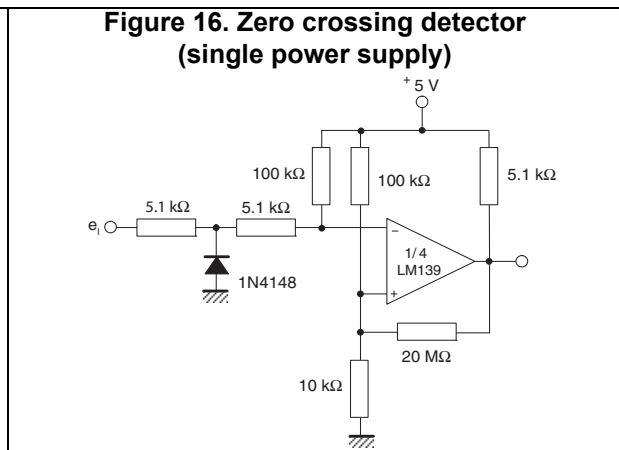 Figure 16. Zero crossing detector
(single power supply)
+ 5 V
100 kΩ
100 kΩ
5.1 kΩ
5.1 kΩ
5.1 kΩ
eI
−
1/4
LM139
1N4148
+
20 MΩ
10 kΩ